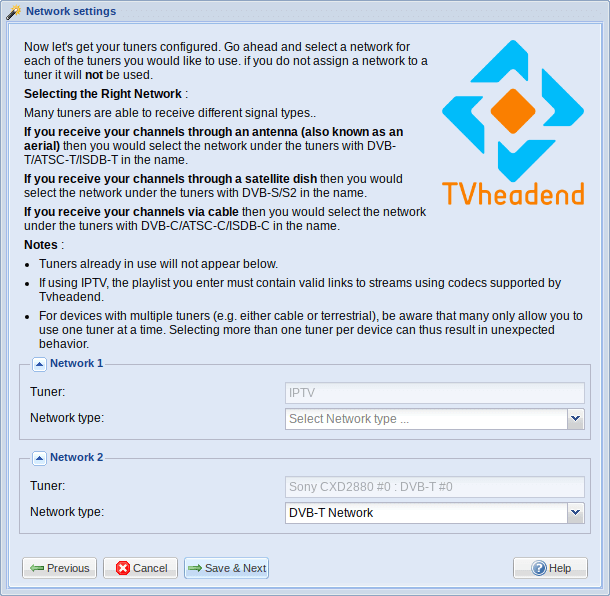 Network settings
Now let's get your tuners configured. Go ahead and select a network for
each of the tuners you would like to use. if you do not assign a network to a
tuner it will not be used.
Selecting the Right Network :
Many tuners are able to receive different signal types..
If you receive your channels through an antenna (also known as an
aerial) then you would select the network under the tuners with DVB-
T/ATSC-T/ISDB-T in the name.
If you receive your channels through a satellite dish then you would
select the network under the tuners with DVB-S/S2 in the name.
If you receive your channels via cable then you would select the network
under the tuners with DVB-C/ATSC-C/ISDB-C in the name.
TVheadend
Notes :
• Tuners already in use will not appear below.
• If using IPTV, the playlist you enter must contain valid links to streams using codecs supported by
Tvheadend.
• For devices with multiple tuners (e.g. either cable or terrestrial), be aware that many only allow you to
use one tuner at a time. Selecting more than one tuner per device can thus result in unexpected
behavior.
Network 1
Tuner: IPTV
Network type: Select Network type ...
Network 2
Tuner: Sony CXD2880 #0 : DVB-T #0
Network type: DVB-T Network
Previous Cancel Save & Next Help